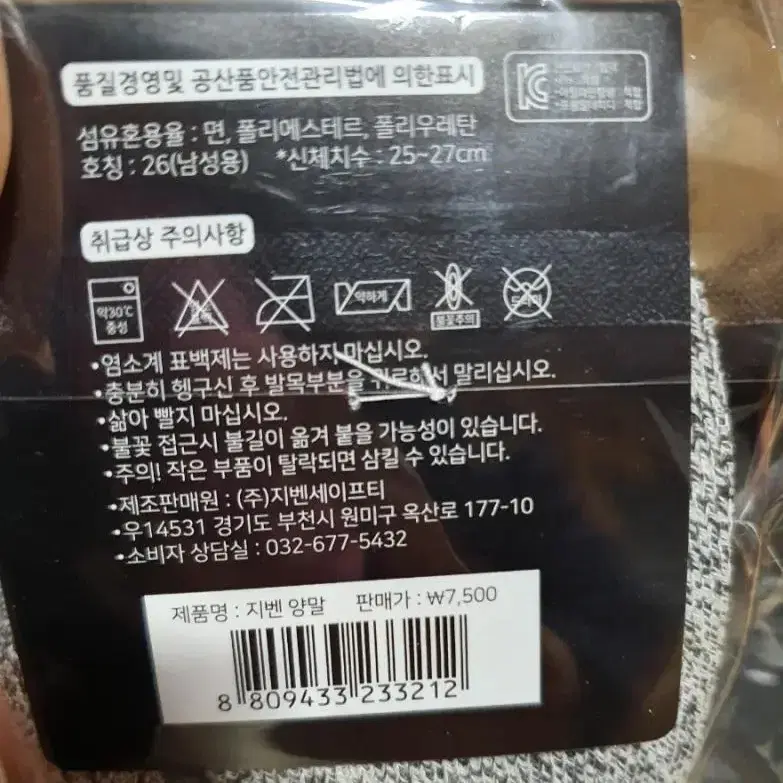 품질경영및 공산품안전관리법에 의한표시
섬유혼용율 : 면, 폴리에스테르, 폴리우레탄
호칭 : 26(남성용) *신체치수 : 25~27cm
취급상 주의사항
약30℃
중성
약하게
불꽃주의
드라이
•염소계 표백제는 사용하지 마십시오.
•충분히 헹구신 후 발목부분을 위로해서 말리십시오.
•삶아 빨지 마십시오.
•불꽃 접근시 불길이 옮겨 붙을 가능성이 있습니다.
•주의! 작은 부품이 탈락되면 삼킬 수 있습니다.
•제조판매원 : (주)지벤세이프티
•우14531 경기도 부천시 원미구 옥산로 177-10
•소비자 상담실 : 032-677-5432
제품명 : 지벤 양말 판매가 : ₩7,500
8 809433 233212